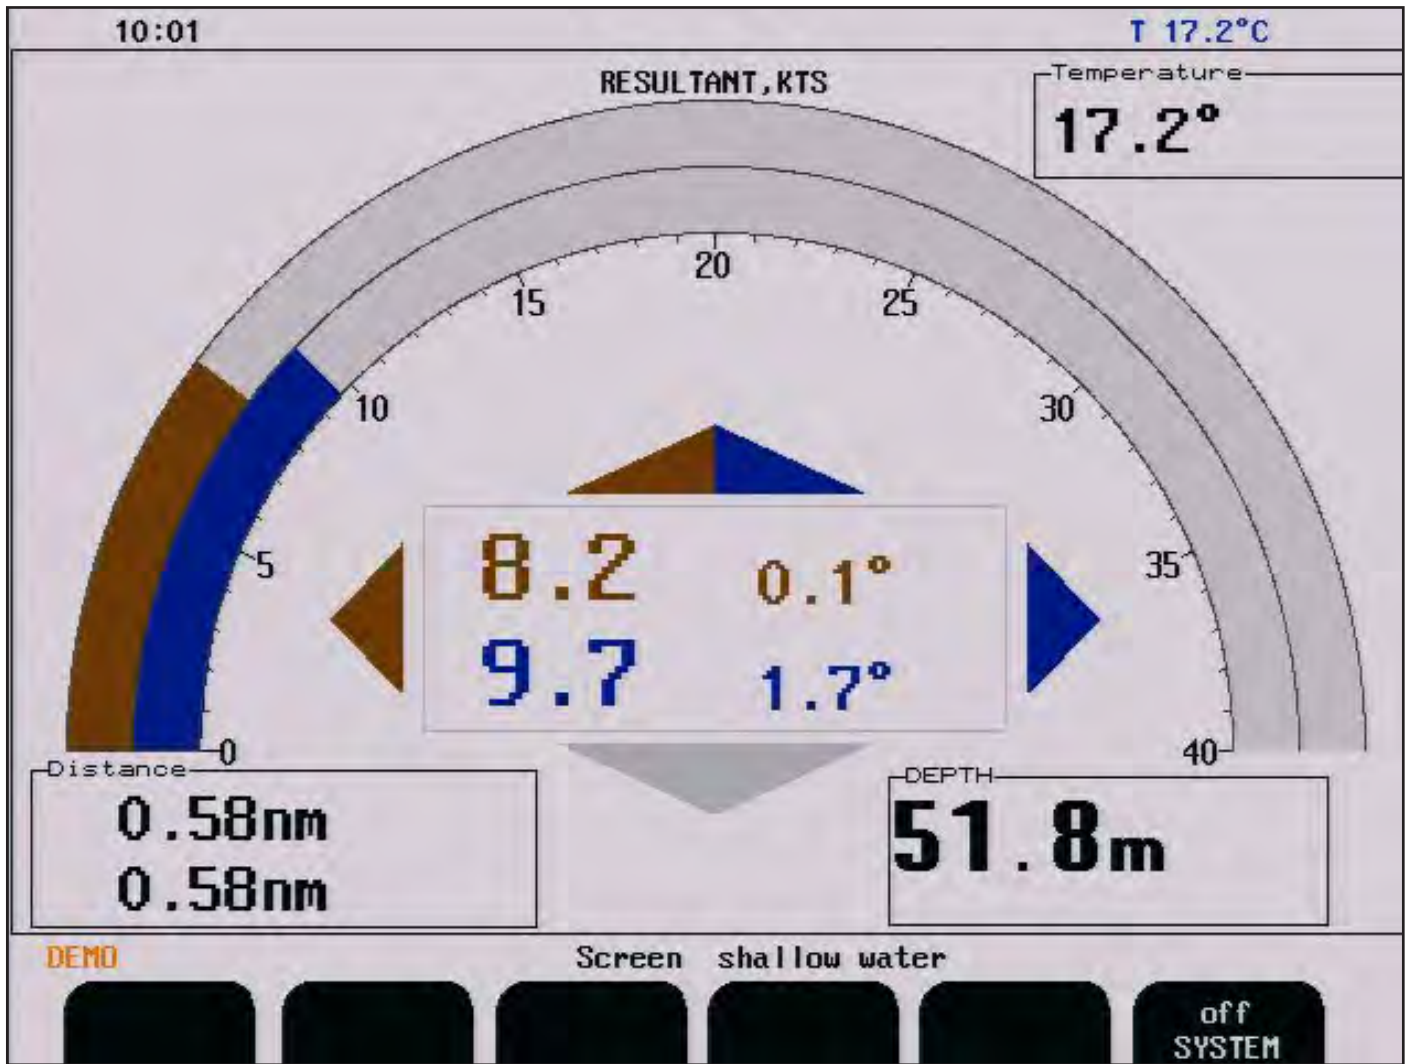 10:01
T 17.2°C
RESULTANT,KTS
Temperature
17.2°
20
15
25
10
30
5
35
0
40
8.2
0.1°
9.7
1.7°
Distance
0.58nm
0.58nm
DEPTH
51.8m
DEMO
Screen shallow water
off
SYSTEM